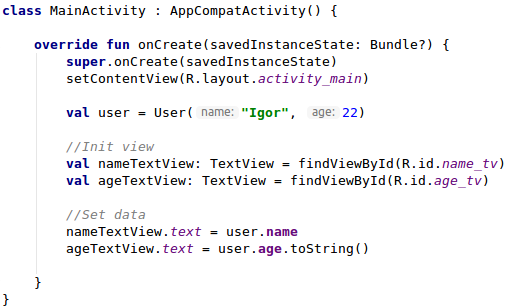 class MainActivity : AppCompatActivity() {
override fun onCreate(savedInstanceState: Bundle?) {
super.onCreate(savedInstanceState)
setContentView(R.layout.activity_main)
val user = User( name: "Igor", age: 22)
//Init view
val nameTextView: TextView = findViewById(R.id.name_tv)
val ageTextView: TextView = findViewById(R.id.age_tv)
//Set data
nameTextView.text = user.name
ageTextView.text = user.age.toString()
}
}